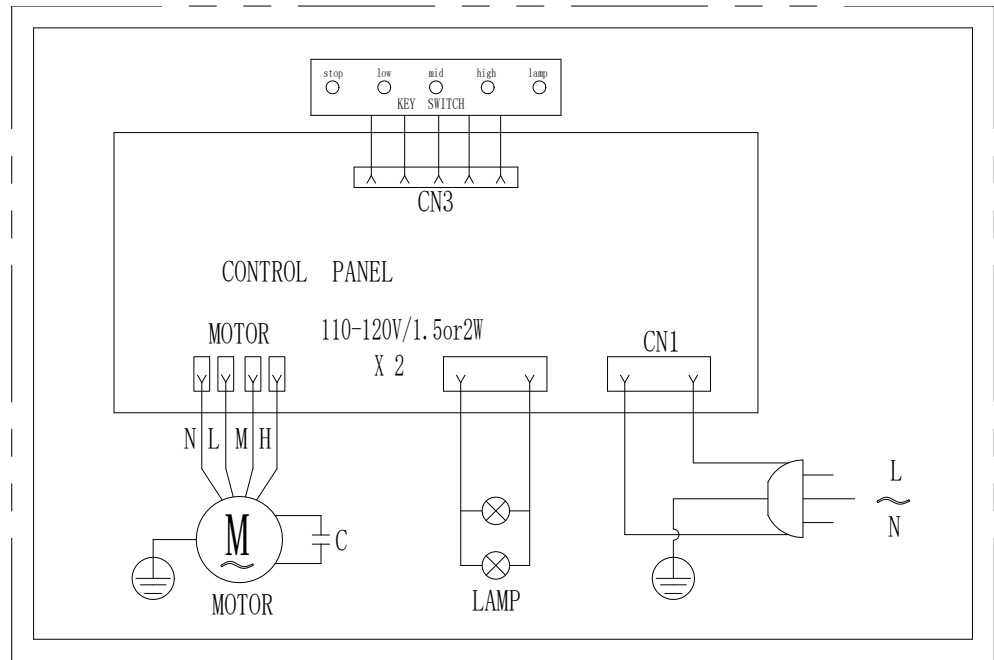 stop low mid high lamp
KEY SWITCH
CN3
CONTROL PANEL
MOTOR
110-120V/1.5or2W
X 2
CN1
N L M H
L
N
M
C
MOTOR
LAMP